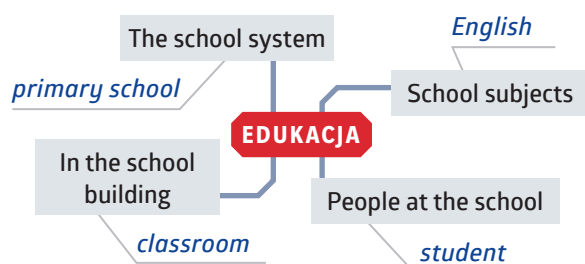 The school system
primary school
English
School subjects
EDUKACJA
In the school
building
classroom
People at the school
student